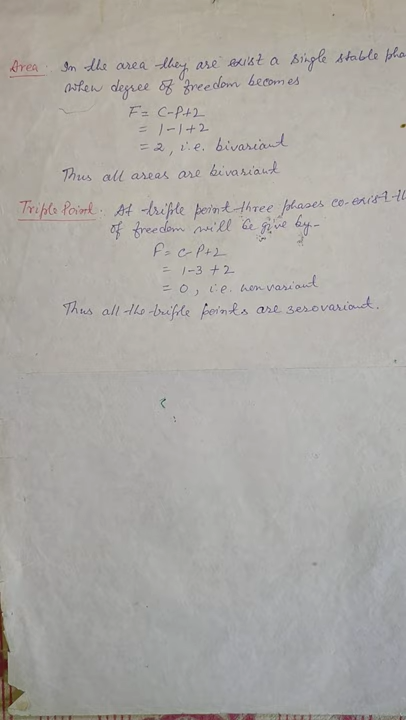 Area. In the area they are exist a single stable pha
when degree of freedom becomes
F = C-P+2
= 1-1+2
= 2, i.e. bivariant
Thus all areas are bivariant
Triple Point: At triple point three phases co-exist th
of freedom will be give by-
F = C-P+2
= 1-3 +2
= 0, i.e. non variant
Thus all the triple points are zerovariant.